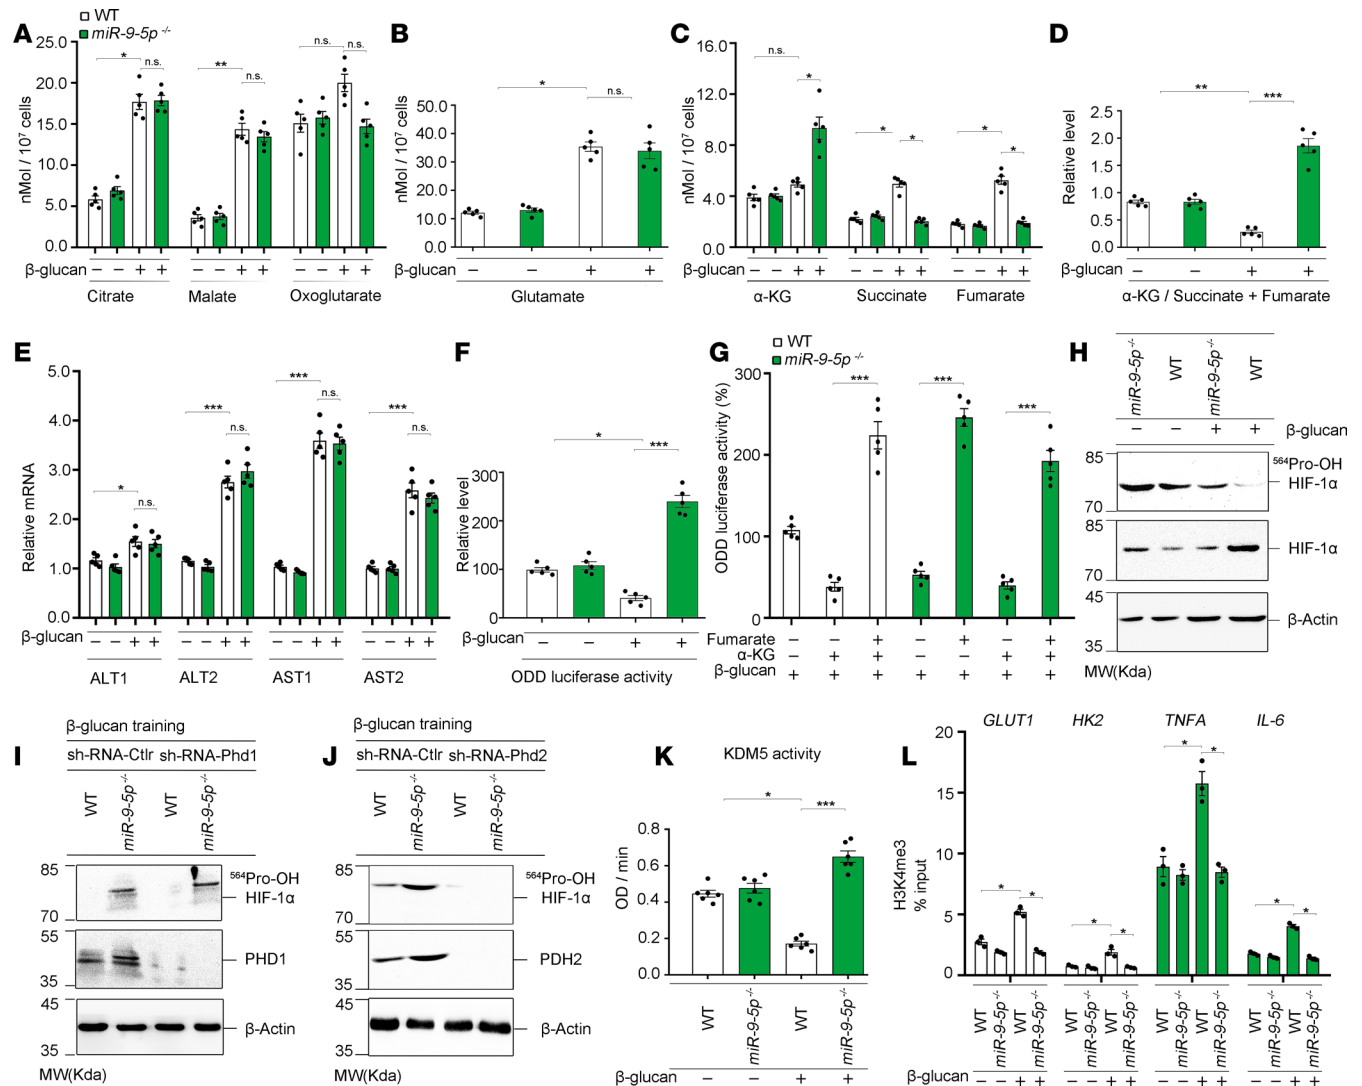 WT
miR-9-5p -/-
A
25.0
20.0
15.0
10.0
5.0
0.0
nMol / 10⁷ cells
*
n.s.
**
n.s.
n.s.
n.s.
β-glucan – – + + – – + + – – + +
Citrate Malate Oxoglutarate
B
50.0
40.0
30.0
20.0
10.0
0.0
nMol / 10⁷ cells
*
n.s.
β-glucan – – + +
Glutamate
C
16.0
12.0
8.0
4.0
0.0
nMol / 10⁷ cells
n.s.
*
*
*
*
*
β-glucan – – + + – – + + – – + +
α-KG Succinate Fumarate
D
2.5
2.0
1.5
1.0
0.5
0.0
Relative level
**
***
β-glucan – – + +
α-KG / Succinate + Fumarate
E
5.0
4.0
3.0
2.0
1.0
0.0
Relative mRNA
*
n.s.
***
n.s.
***
n.s.
***
n.s.
β-glucan – – + + – – + + – – + + – – + +
ALT1 ALT2 AST1 AST2
F
300
200
100
0
Relative level
*
***
β-glucan – – + +
ODD luciferase activity
G
WT
miR-9-5p -/-
300
200
100
0
ODD luciferase activity (%)
***
***
***
Fumarate – – + – + – +
α-KG – + + – – + +
β-glucan + + + + + + +
H
miR-9-5p-/- WT miR-9-5p-/- WT
– – + + β-glucan
85
70
⁵⁶⁴Pro-OH
HIF-1α
85
70
HIF-1α
45
35
β-Actin
MW(Kda)
I
β-glucan training
sh-RNA-Ctlr sh-RNA-Phd1
WT miR-9-5p-/- WT miR-9-5p-/-
85
70
⁵⁶⁴Pro-OH
HIF-1α
55
35
PHD1
45
35
β-Actin
MW(Kda)
J
β-glucan training
sh-RNA-Ctlr sh-RNA-Phd2
WT miR-9-5p-/- WT miR-9-5p-/-
85
70
⁵⁶⁴Pro-OH
HIF-1α
55
35
PDH2
45
35
β-Actin
MW(Kda)
K
KDM5 activity
0.8
0.6
0.4
0.2
0.0
OD / min
*
***
WT miR-9-5p-/- WT miR-9-5p-/-
β-glucan – – + +
L
GLUT1 HK2 TNFA IL-6
20
15
10
5
0
H3K4me3
% input
*
*
*
*
*
*
*
*
WT miR-9-5p-/- WT miR-9-5p-/- WT miR-9-5p-/- WT miR-9-5p-/- WT miR-9-5p-/- WT miR-9-5p-/- WT miR-9-5p-/- WT miR-9-5p-/-
β-glucan – – + + – – + + – – + + – – + +